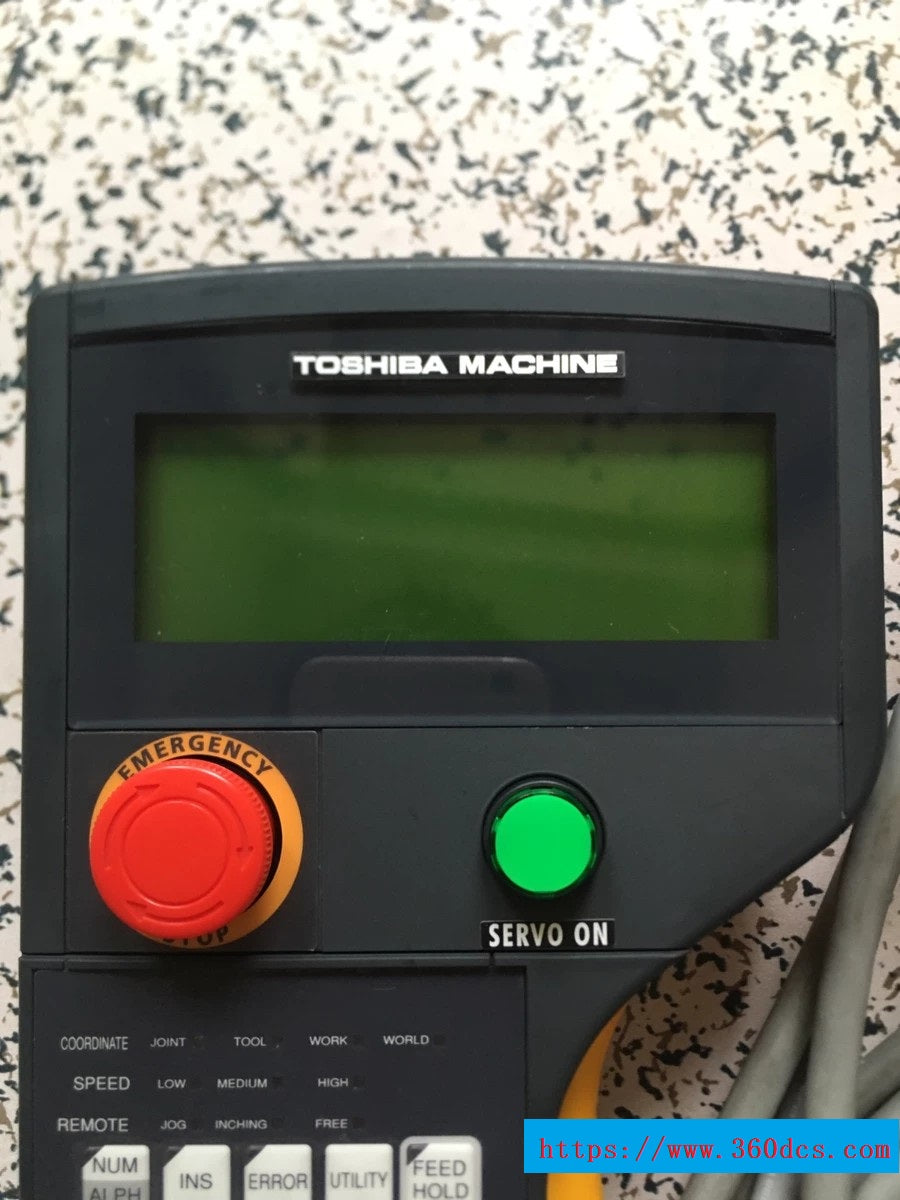 TOSHIBA MACHINE
EMERGENCY
STOP
SERVO ON
COORDINATE JOINT TOOL WORK WORLD
SPEED LOW MEDIUM HIGH
REMOTE JOG INCHING FREE
NUM
ALPH
INS
ERROR
UTILITY
FEED
HOLD
https://www.360dcs.com